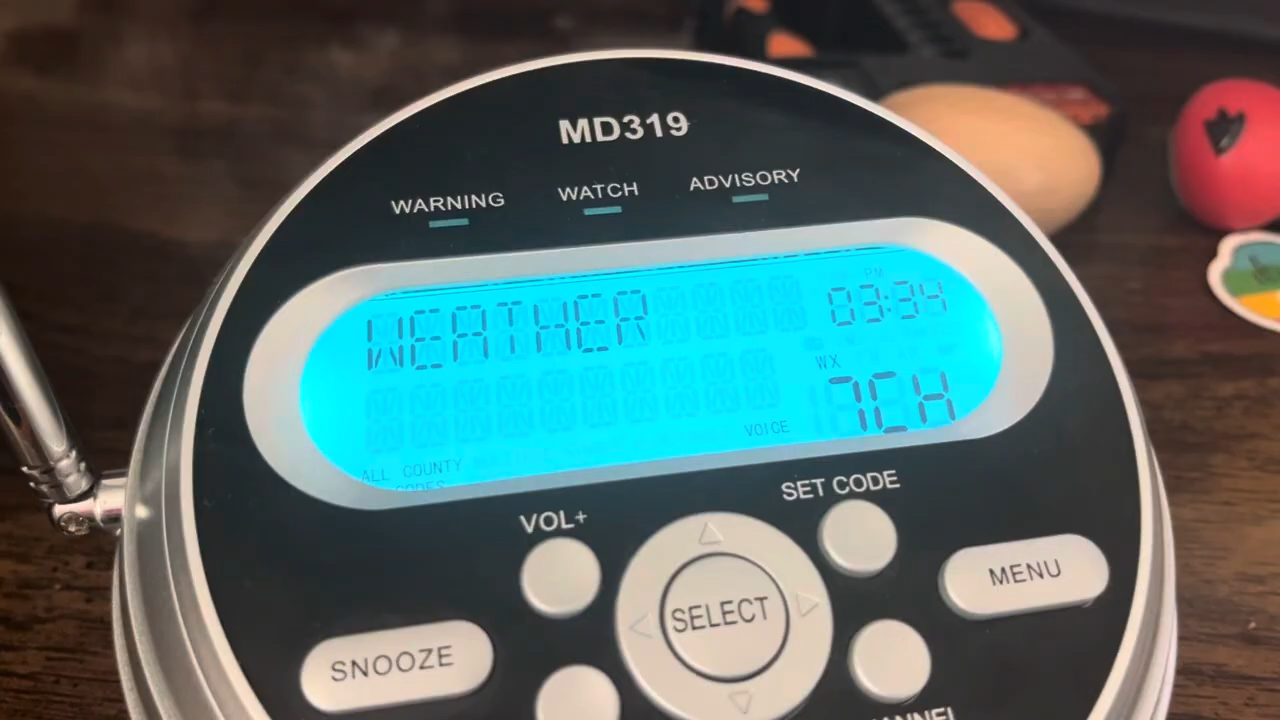 MD319
WARNING WATCH ADVISORY
PM
WEATHER 03:34
WX
7CH
VOICE
ALL COUNTY
CODES
VOL+ SET CODE
SELECT MENU
SNOOZE